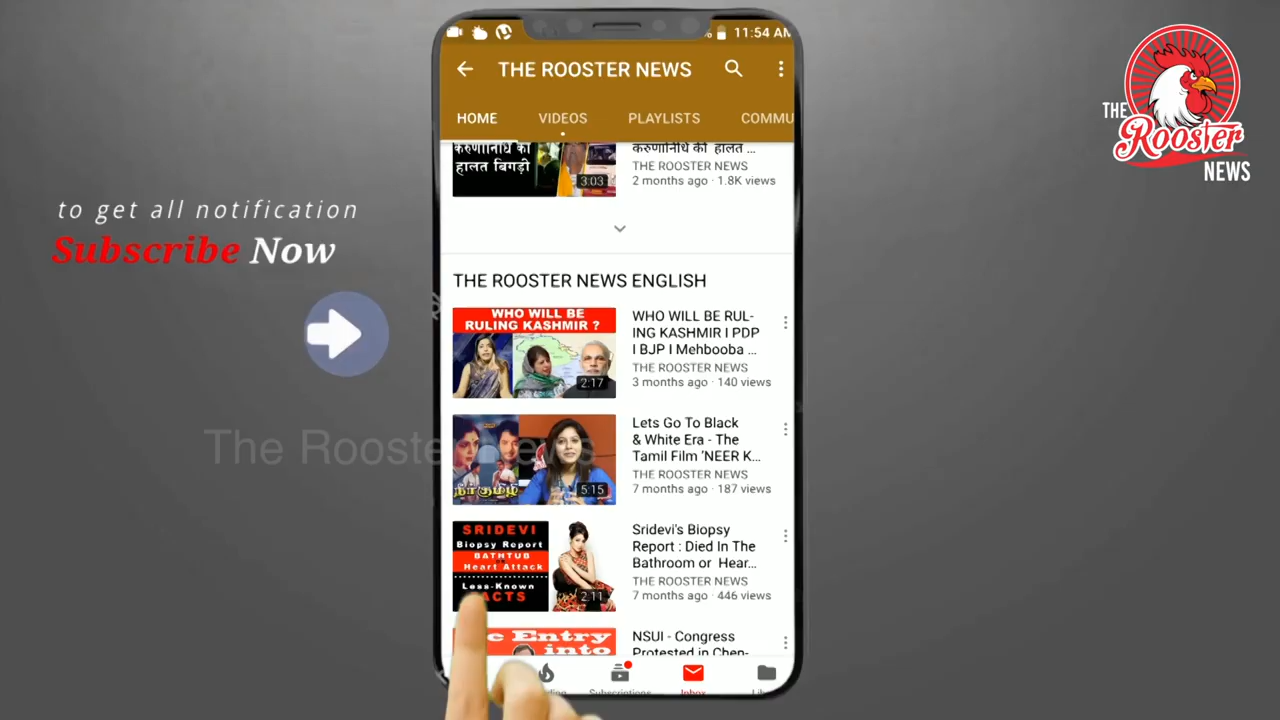 11:54 AM
THE ROOSTER NEWS
HOME
VIDEOS
PLAYLISTS
COMMU
करुणानिधि की
हालत बिगड़ी
3:03
करुणानिधि की हालत ...
THE ROOSTER NEWS
2 months ago · 1.8K views
THE ROOSTER NEWS ENGLISH
WHO WILL BE
RULING KASHMIR ?
2:17
WHO WILL BE RUL-
ING KASHMIR I PDP
I BJP I Mehbooba ...
THE ROOSTER NEWS
3 months ago · 140 views
நீர்க்குமிழி
5:15
Lets Go To Black
& White Era - The
Tamil Film ‘NEER K...
THE ROOSTER NEWS
7 months ago · 187 views
SRIDEVI
Biopsy Report
BATHTUB
Heart Attack
Less-Known
FACTS
2:11
Sridevi's Biopsy
Report : Died In The
Bathroom or Hear...
THE ROOSTER NEWS
7 months ago · 446 views
Entry
into
NSUI - Congress
Protested in Chen-
Subscriptions
Inbox
to get all notification
Subscribe Now
The Rooster News
THE
Rooster
NEWS